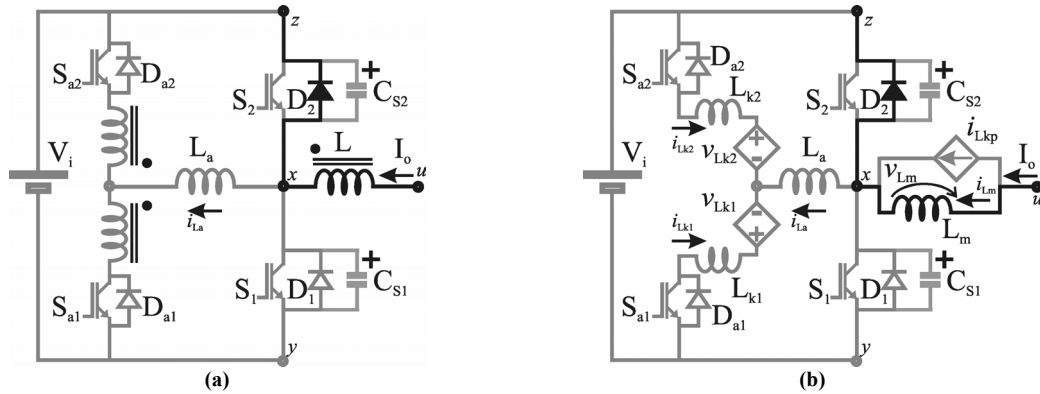 z
S_a2
D_a2
S_2
D_2
C_S2
+
V_i
L_a
L
I_o
x
u
i_La
+
S_1
D_1
C_S1
S_a1
D_a1
y
(a)
z
S_a2
D_a2
L_k2
S_2
D_2
C_S2
+
i_Lkp
i_Lk2
v_Lk2
+
-
V_i
L_a
v_Lm
I_o
x
i_Lm
u
v_Lk1
-
+
L_m
i_Lk1
i_La
+
L_k1
S_1
D_1
C_S1
S_a1
D_a1
y
(b)